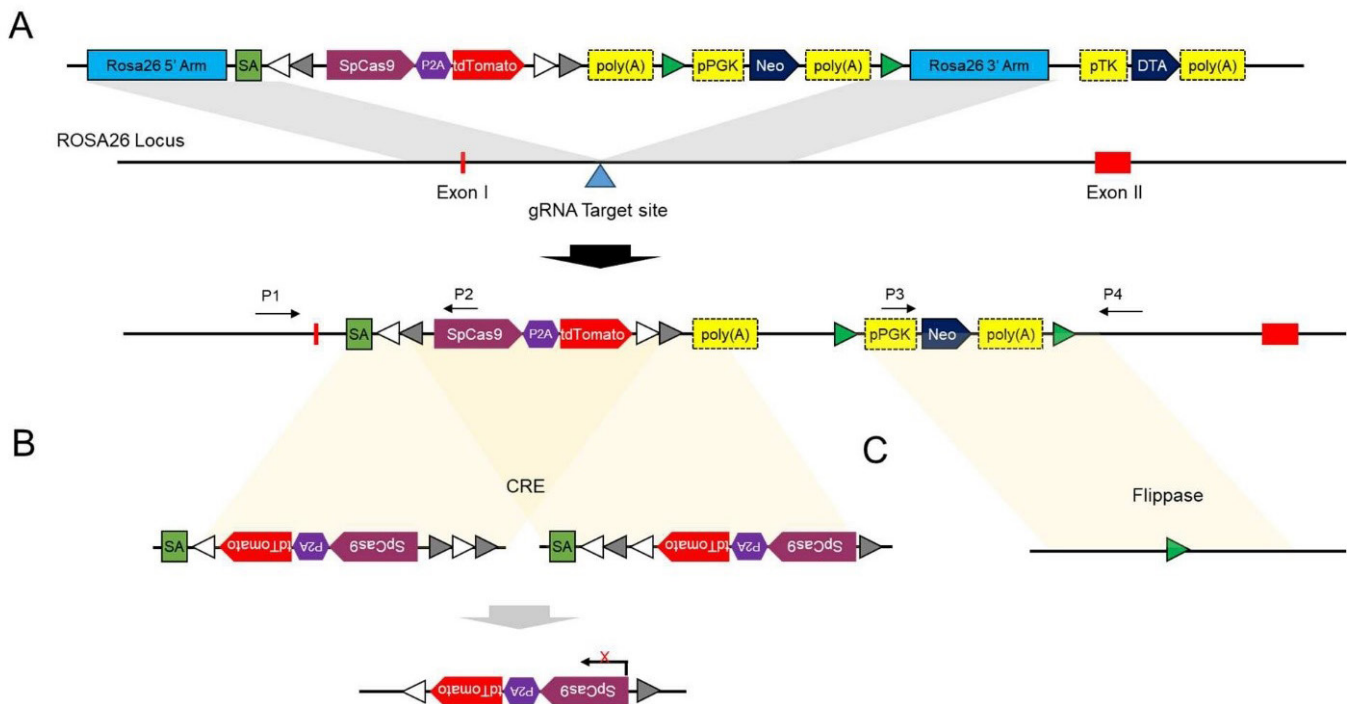 A
Rosa26 5' Arm SA SpCas9 P2A tdTomato poly(A) pPGK Neo poly(A) Rosa26 3' Arm pTK DTA poly(A)
ROSA26 Locus
Exon I
Exon II
gRNA Target site
P1 P2 P3 P4
SA SpCas9 P2A tdTomato poly(A) pPGK Neo poly(A)
B
C
CRE
Flippase
SA tdTomato P2A SpCas9 SA tdTomato P2A SpCas9
X
tdTomato P2A SpCas9